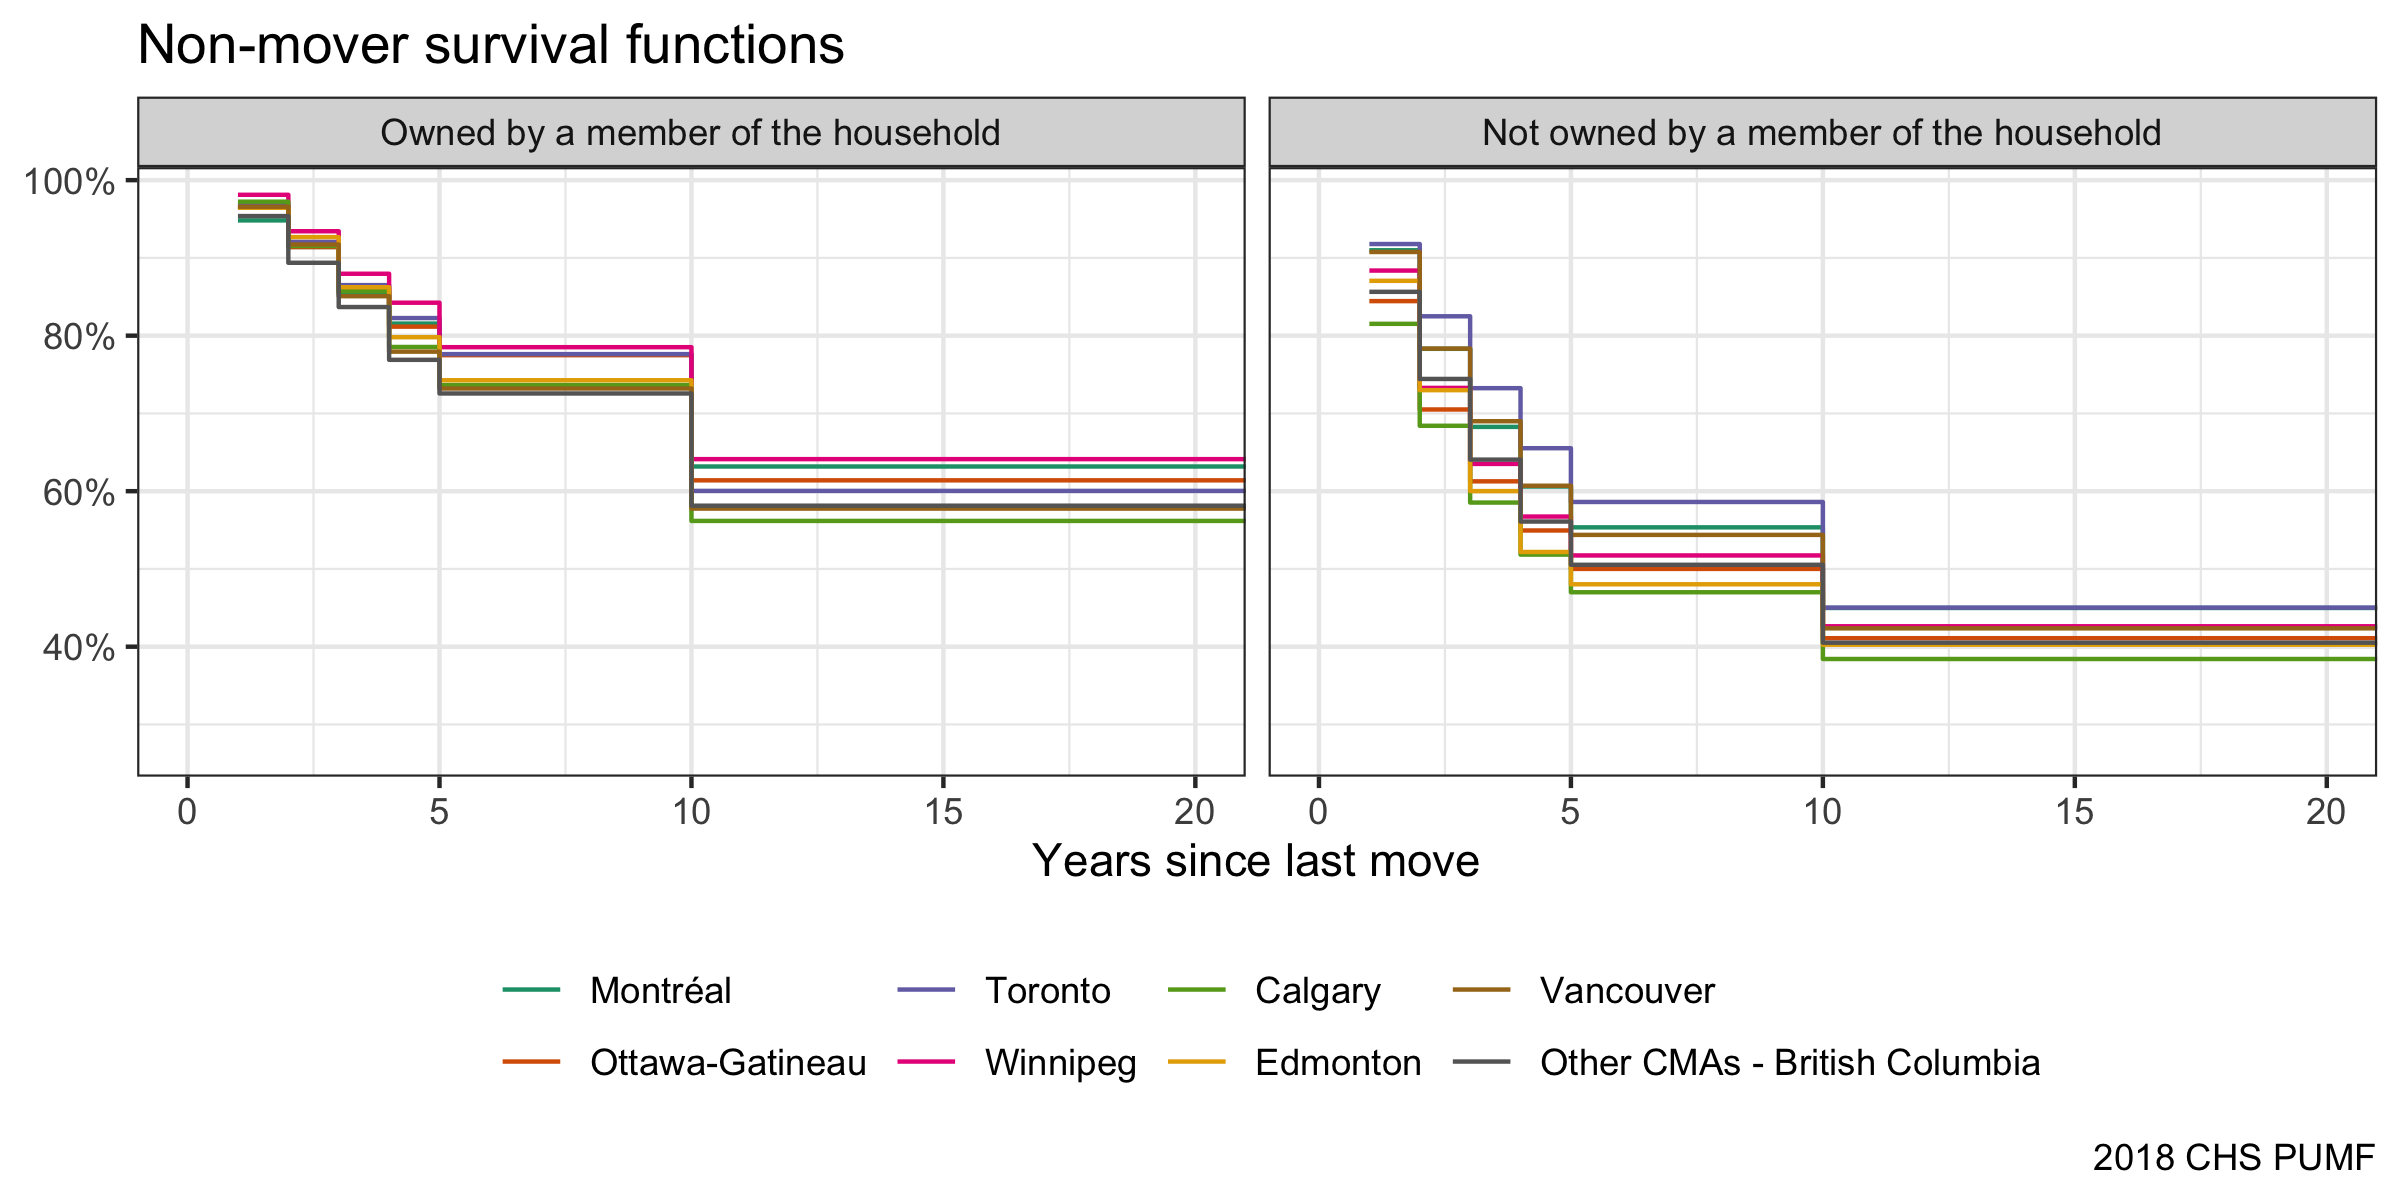 Non-mover survival functions
Owned by a member of the household
Not owned by a member of the household
100%
80%
60%
40%
0 5 10 15 20
0 5 10 15 20
Years since last move
Montréal Toronto Calgary Vancouver
Ottawa-Gatineau Winnipeg Edmonton Other CMAs - British Columbia
2018 CHS PUMF